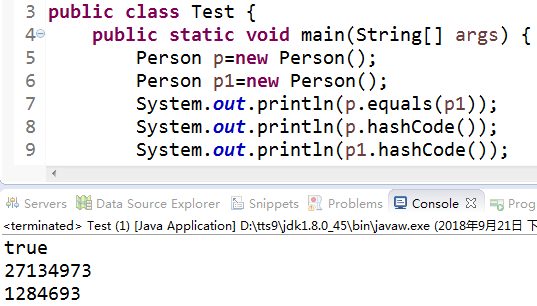 3 public class Test {
4 public static void main(String[] args) {
5 Person p=new Person();
6 Person p1=new Person();
7 System.out.println(p.equals(p1));
8 System.out.println(p.hashCode());
9 System.out.println(p1.hashCode());
Servers Data Source Explorer Snippets Problems Console Prog
<terminated> Test (1) [Java Application] D:\tts9\jdk1.8.0_45\bin\javaw.exe (2018年9月21日 下
true
27134973
1284693